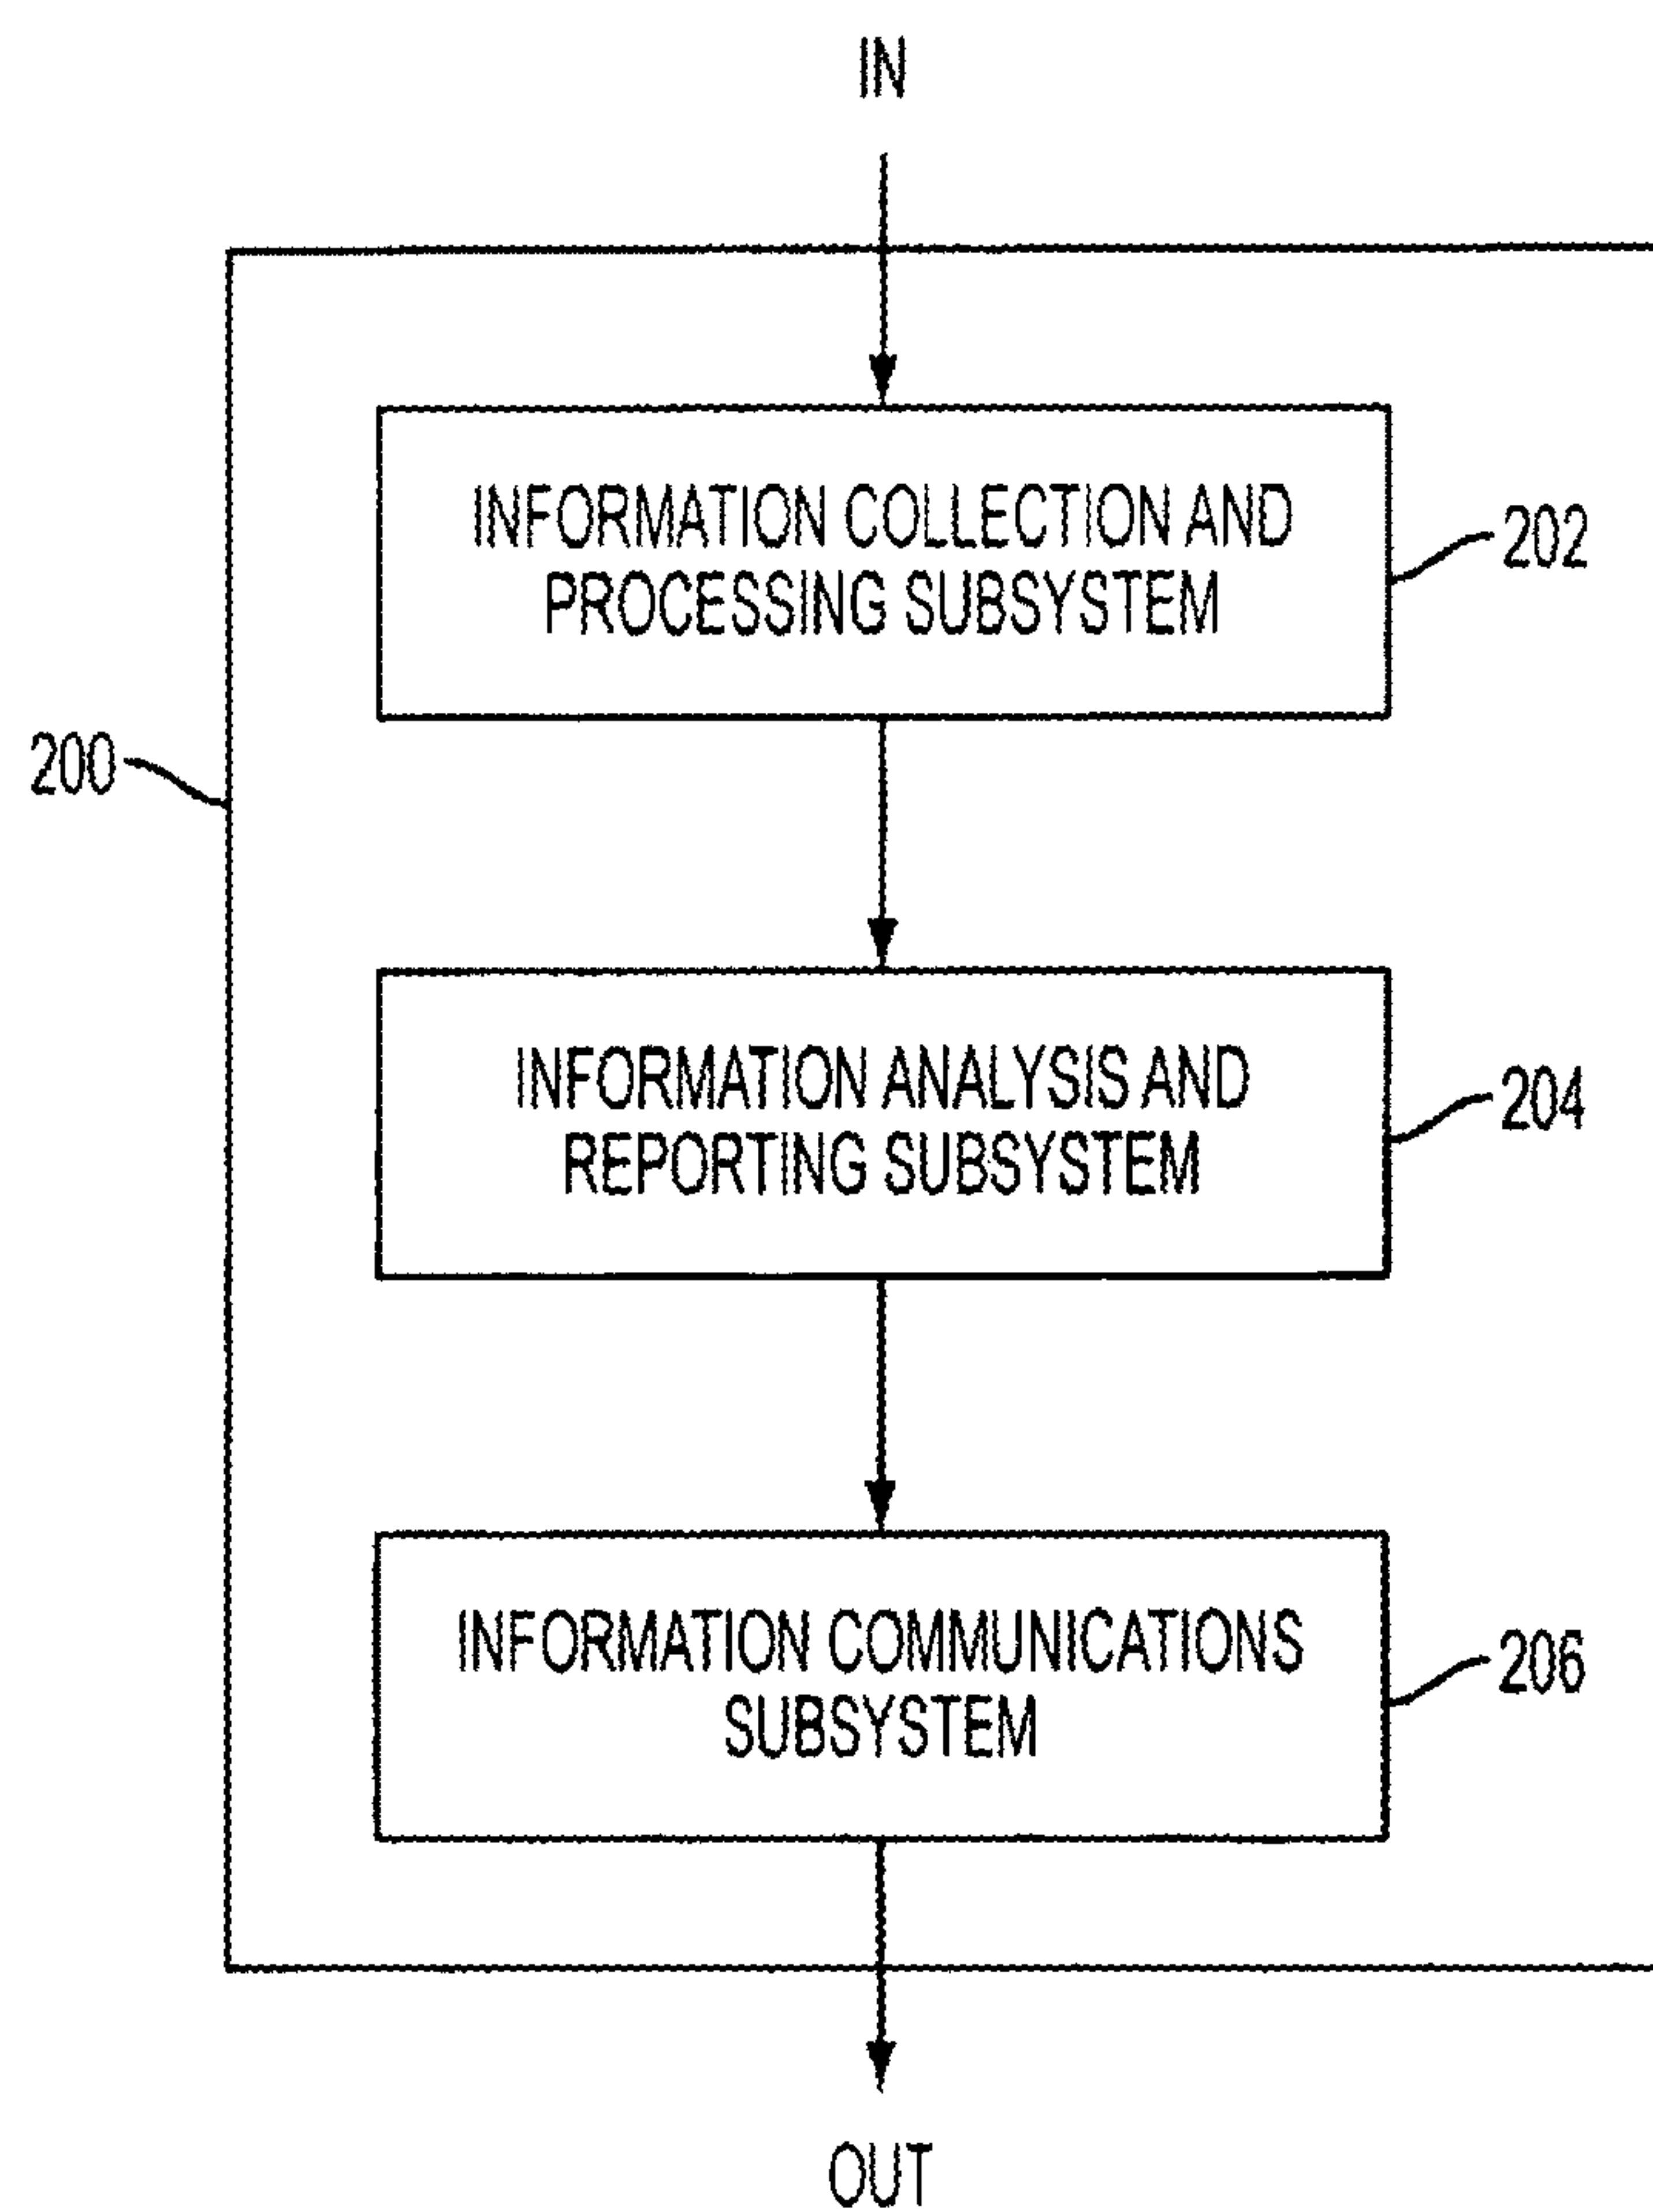 IN
INFORMATION COLLECTION AND
PROCESSING SUBSYSTEM
202
200
INFORMATION ANALYSIS AND
REPORTING SUBSYSTEM
204
INFORMATION COMMUNICATIONS
SUBSYSTEM
206
OUT